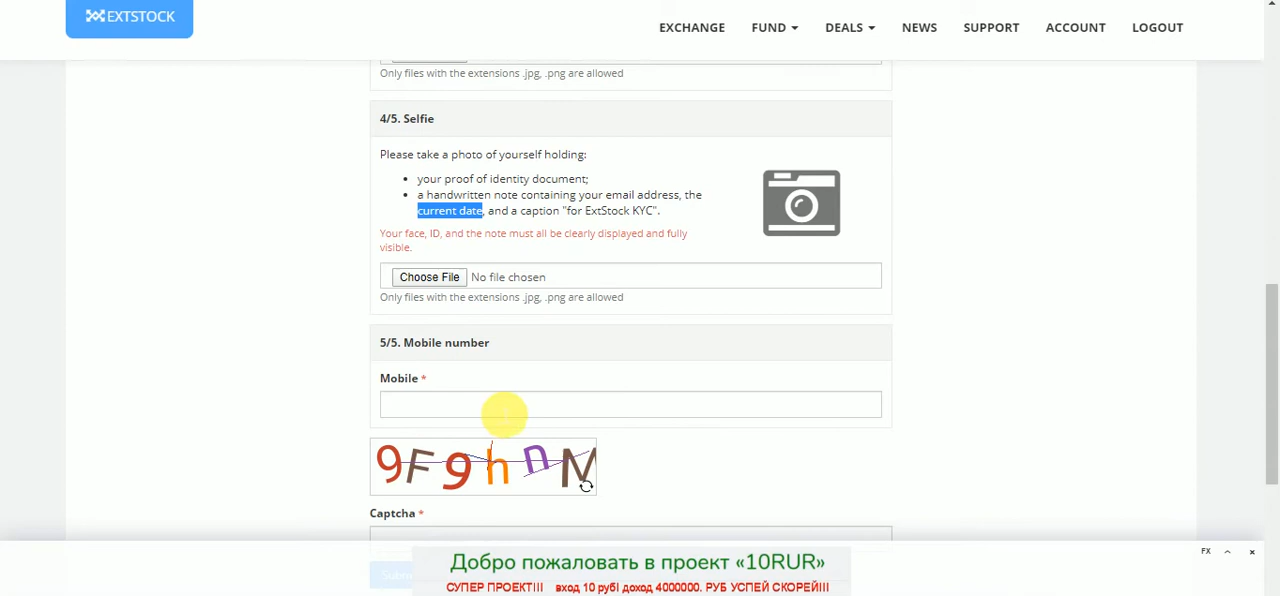 EXTSTOCK
EXCHANGE FUND DEALS NEWS SUPPORT ACCOUNT LOGOUT
Only files with the extensions .jpg, .png are allowed
4/5. Selfie
Please take a photo of yourself holding:
your proof of identity document;
a handwritten note containing your email address, the
current date, and a caption "for ExtStock KYC".
Your face, ID, and the note must all be clearly displayed and fully
visible.
Choose File No file chosen
Only files with the extensions .jpg, .png are allowed
5/5. Mobile number
Mobile *
9F9hnM
Captcha *
FX
Добро пожаловать в проект «10RUR»
СУПЕР ПРОЕКТ!!! вход 10 руб! доход 4000000. РУБ УСПЕЙ СКОРЕЙ!!!